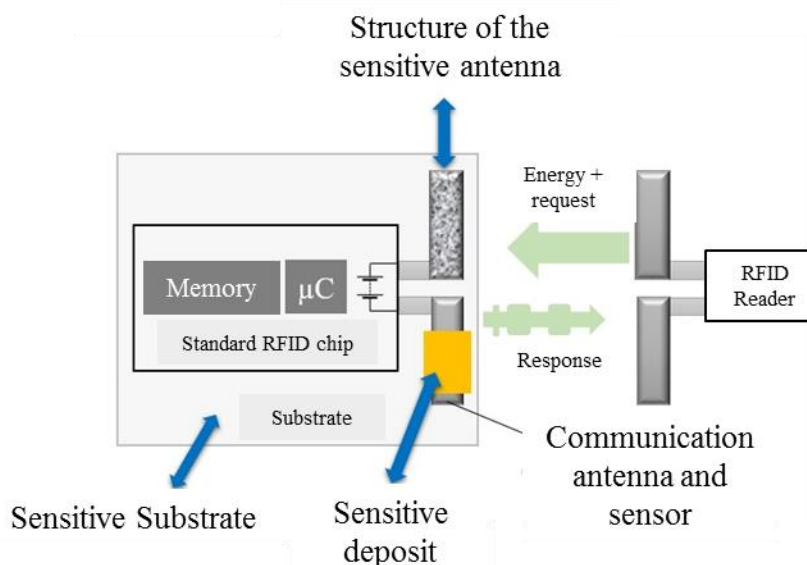 Structure of the
sensitive antenna
Energy +
request
Memory
μC
RFID
Reader
Standard RFID chip
Response
Substrate
Communication
antenna and
sensor
Sensitive Substrate
Sensitive
deposit